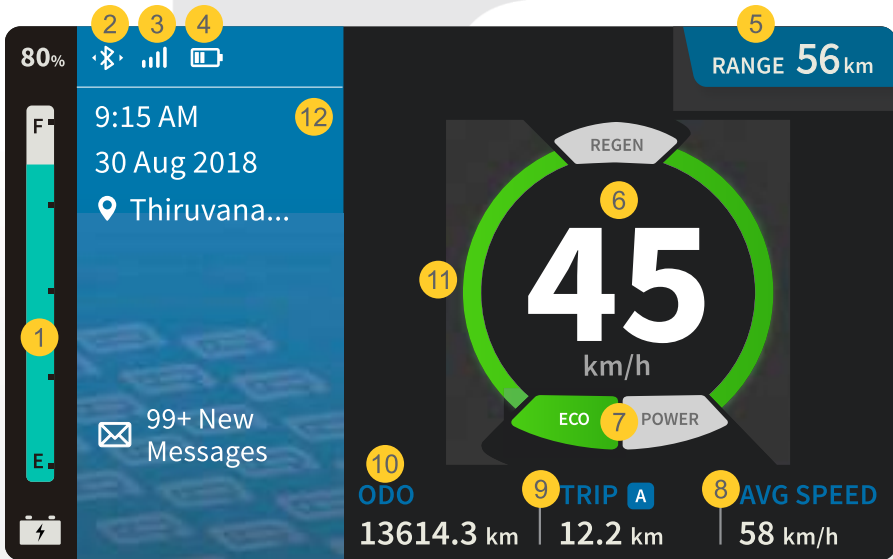 2 3 4 5
80%
RANGE 56 km
F
9:15 AM 12
30 Aug 2018
Thiruvana...
REGEN
6
45
11
km/h
1
99+ New
Messages
ECO 7 POWER
E
10
ODO 9 TRIP A 8 AVG SPEED
13614.3 km 12.2 km 58 km/h